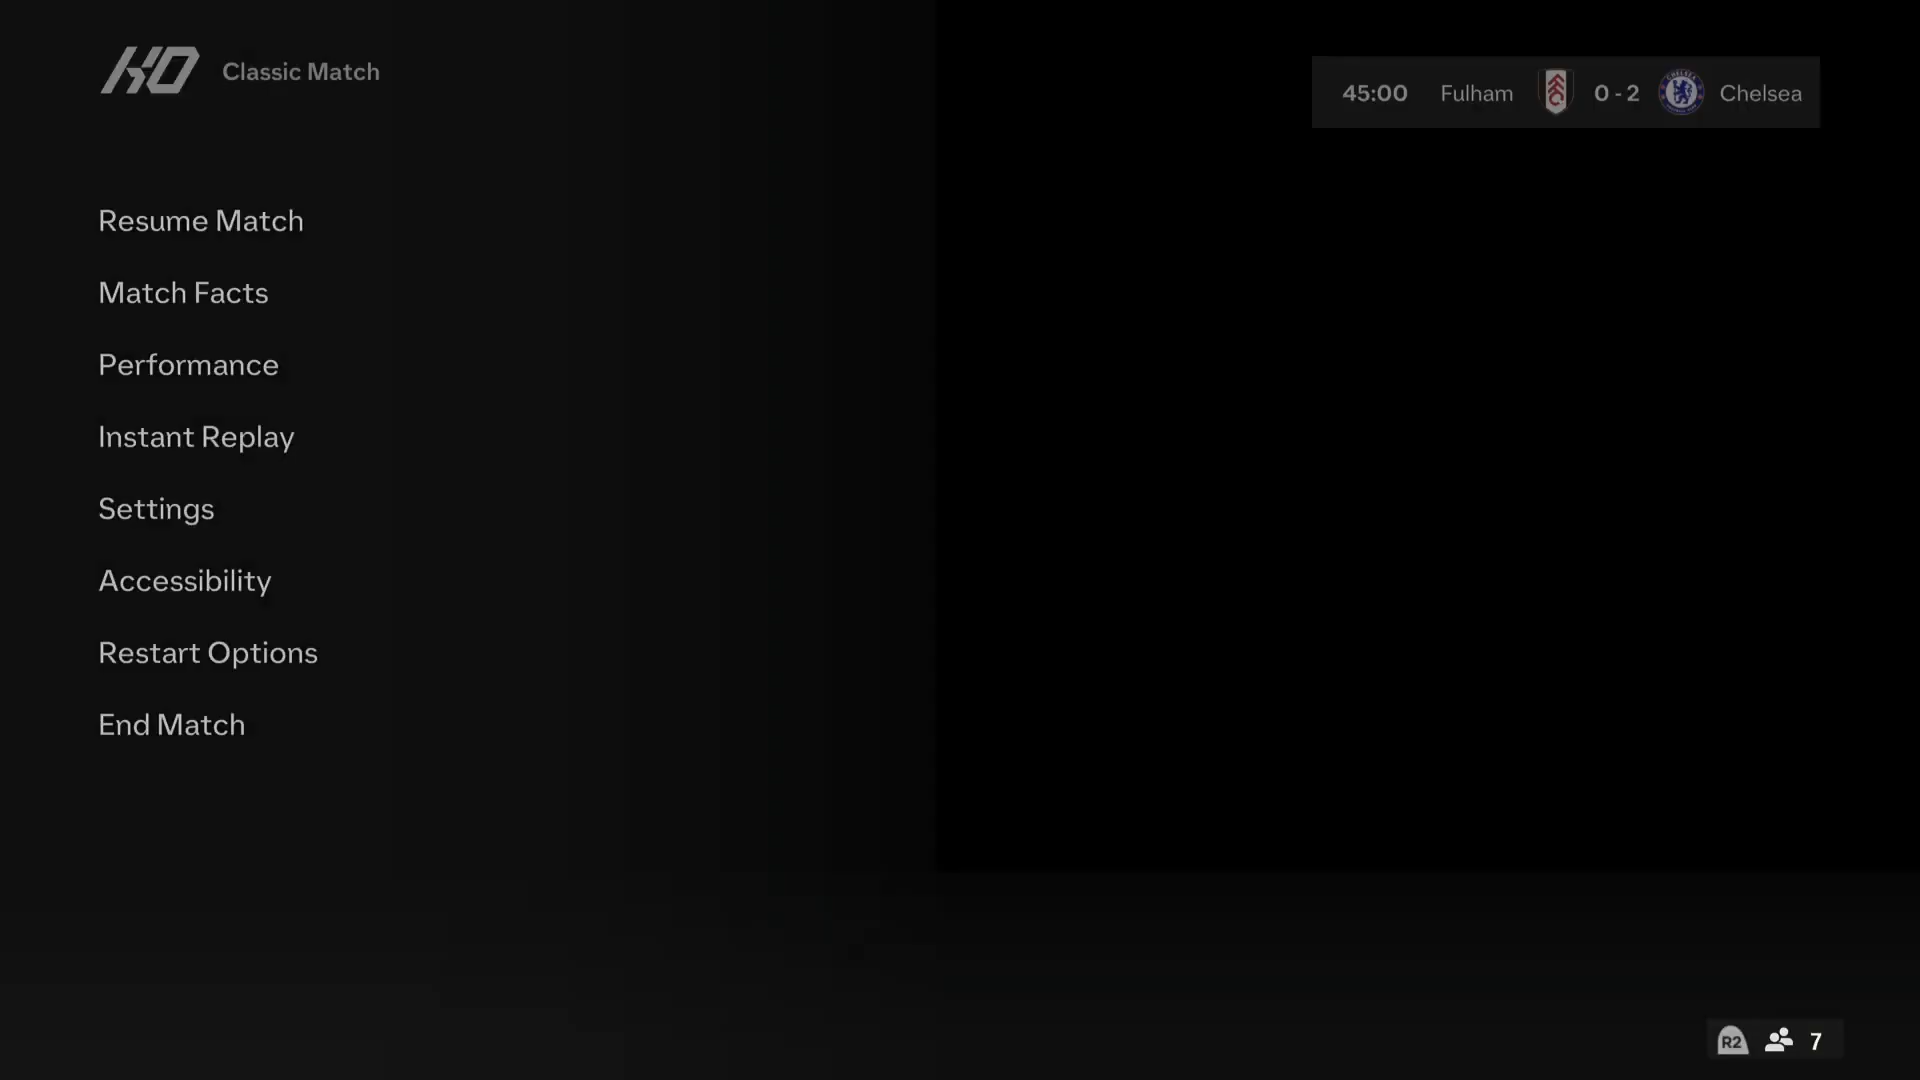 KO Classic Match
45:00 Fulham 0 - 2 Chelsea
Resume Match
Match Facts
Performance
Instant Replay
Settings
Accessibility
Restart Options
End Match
R2 7